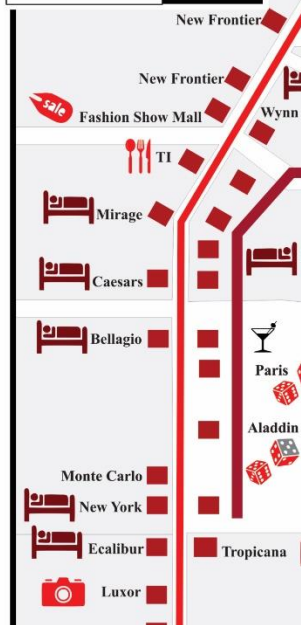 New Frontier
New Frontier
sale
Fashion Show Mall
Wynn
TI
Mirage
Caesars
Bellagio
Paris
Aladdin
Monte Carlo
New York
Ecalibur
Tropicana
Luxor